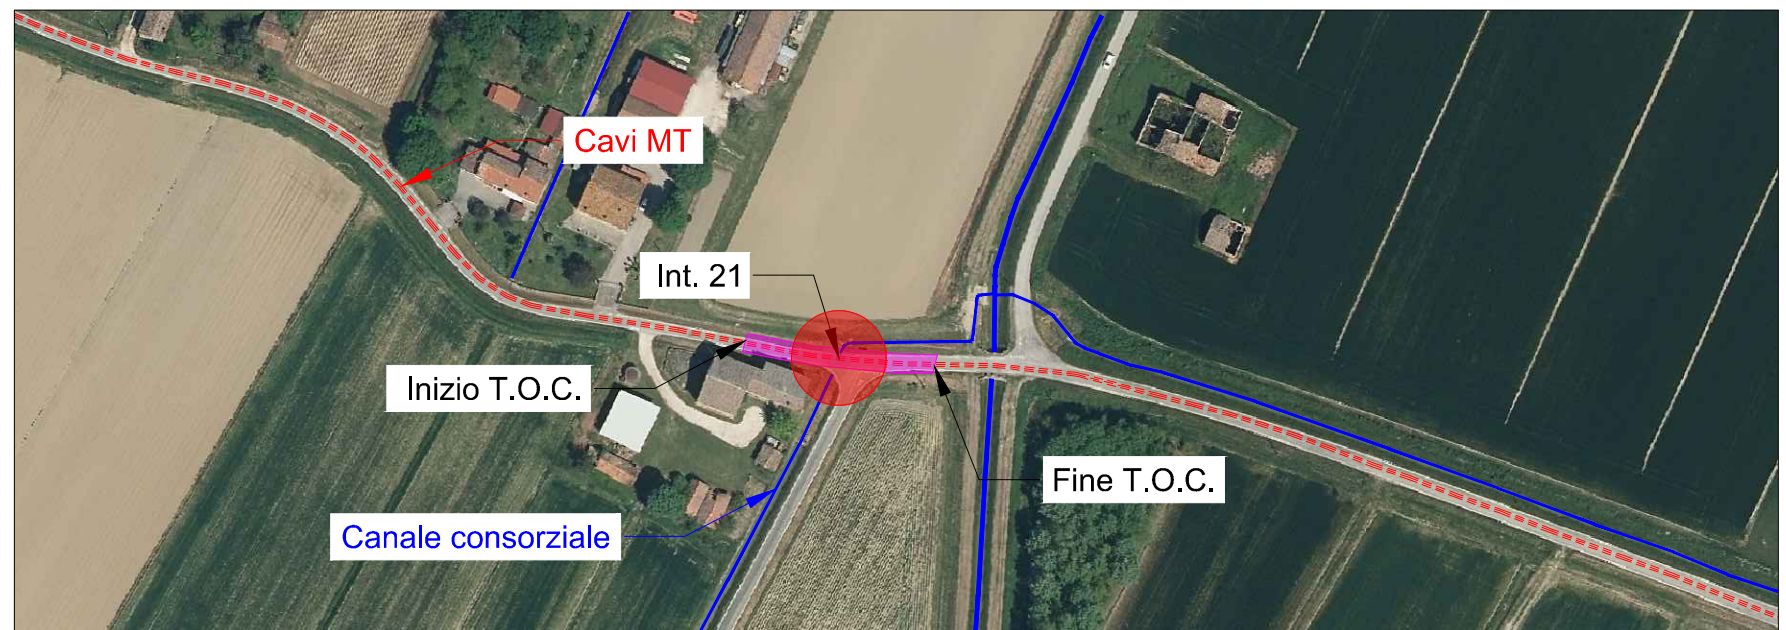 Cavi MT
Int. 21
Inizio T.O.C.
Fine T.O.C.
Canale consorziale